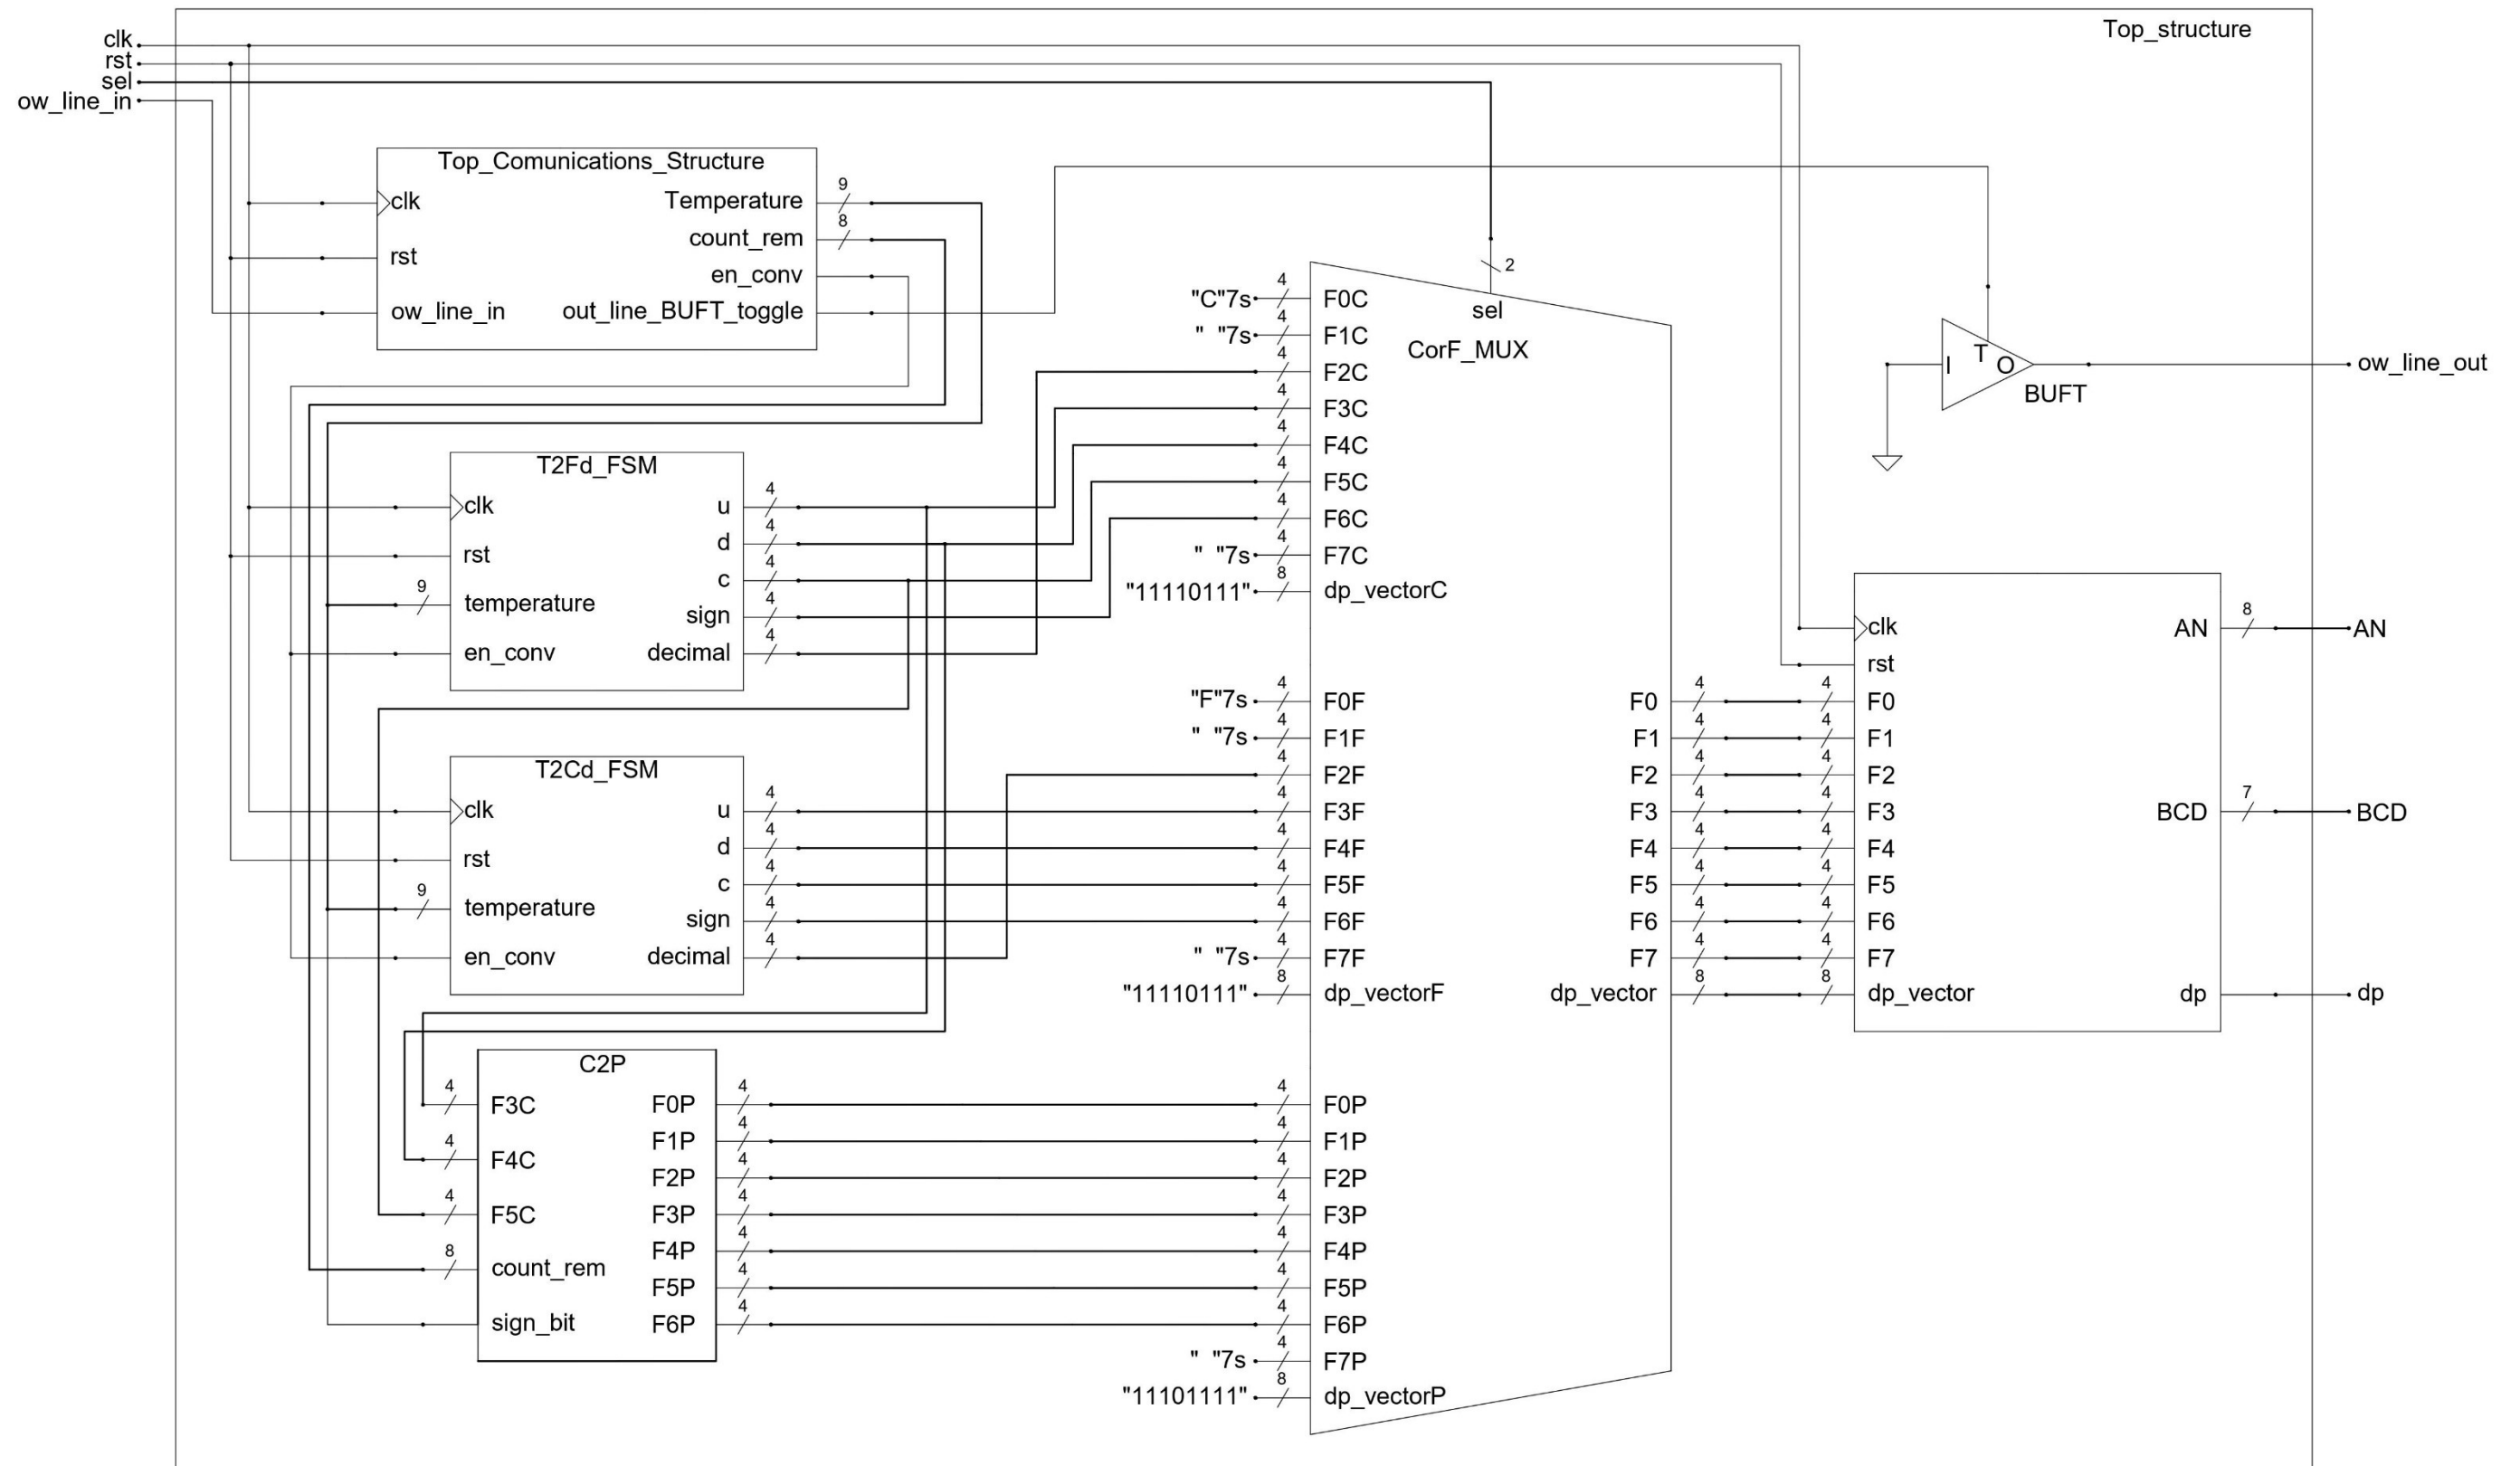 Top_structure
clk
rst
sel
ow_line_in
Top_Comunications_Structure
clk
rst
ow_line_in
Temperature
count_rem
en_conv
out_line_BUFT_toggle
9
8
T2Fd_FSM
clk
rst
9
temperature
en_conv
u
d
c
sign
decimal
4
4
4
4
4
T2Cd_FSM
clk
rst
9
temperature
en_conv
u
d
c
sign
decimal
4
4
4
4
4
C2P
4
F3C
4
F4C
4
F5C
8
count_rem
sign_bit
F0P 4
F1P 4
F2P 4
F3P 4
F4P 4
F5P 4
F6P 4
2
sel
CorF_MUX
"C"7s 4 F0C
" "7s 4 F1C
4 F2C
4 F3C
4 F4C
4 F5C
4 F6C
" "7s 4 F7C
"11110111" 8 dp_vectorC
"F"7s 4 F0F
" "7s 4 F1F
4 F2F
4 F3F
4 F4F
4 F5F
4 F6F
" "7s 4 F7F
"11110111" 8 dp_vectorF
4 F0P
4 F1P
4 F2P
4 F3P
4 F4P
4 F5P
4 F6P
" "7s 4 F7P
"11101111" 8 dp_vectorP
F0 4
F1 4
F2 4
F3 4
F4 4
F5 4
F6 4
F7 4
dp_vector 8
I
T
O
BUFT
ow_line_out
clk
rst
4 F0
4 F1
4 F2
4 F3
4 F4
4 F5
4 F6
4 F7
8 dp_vector
AN 8 AN
BCD 7 BCD
dp dp